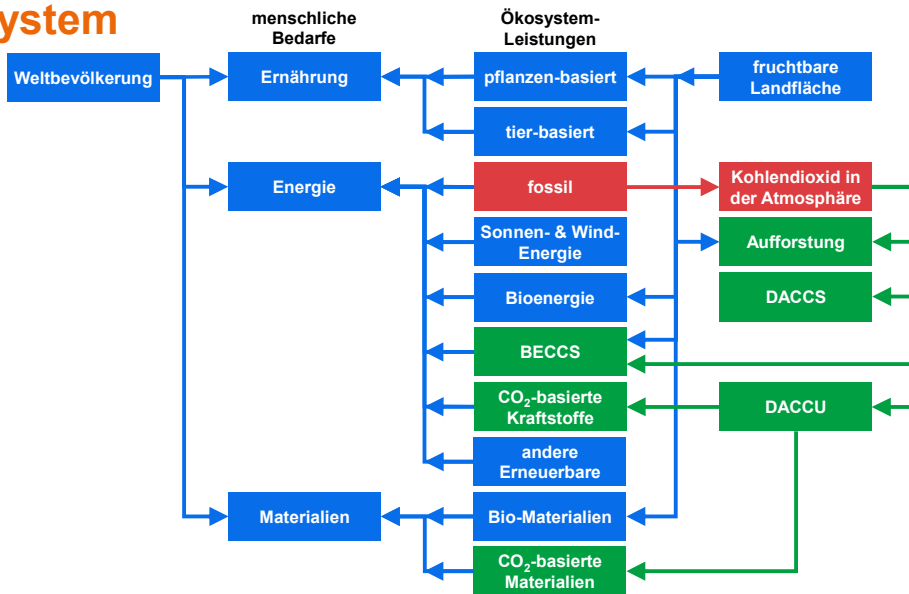 ystem
menschliche
Bedarfe
Ökosystem-
Leistungen
Weltbevölkerung
Ernährung
pflanzen-basiert
fruchtbare
Landfläche
tier-basiert
Energie
fossil
Kohlendioxid in
der Atmosphäre
Sonnen- & Wind-
Energie
Aufforstung
Bioenergie
DACCS
BECCS
CO₂-basierte
Kraftstoffe
DACCU
andere
Erneuerbare
Materialien
Bio-Materialien
CO₂-basierte
Materialien